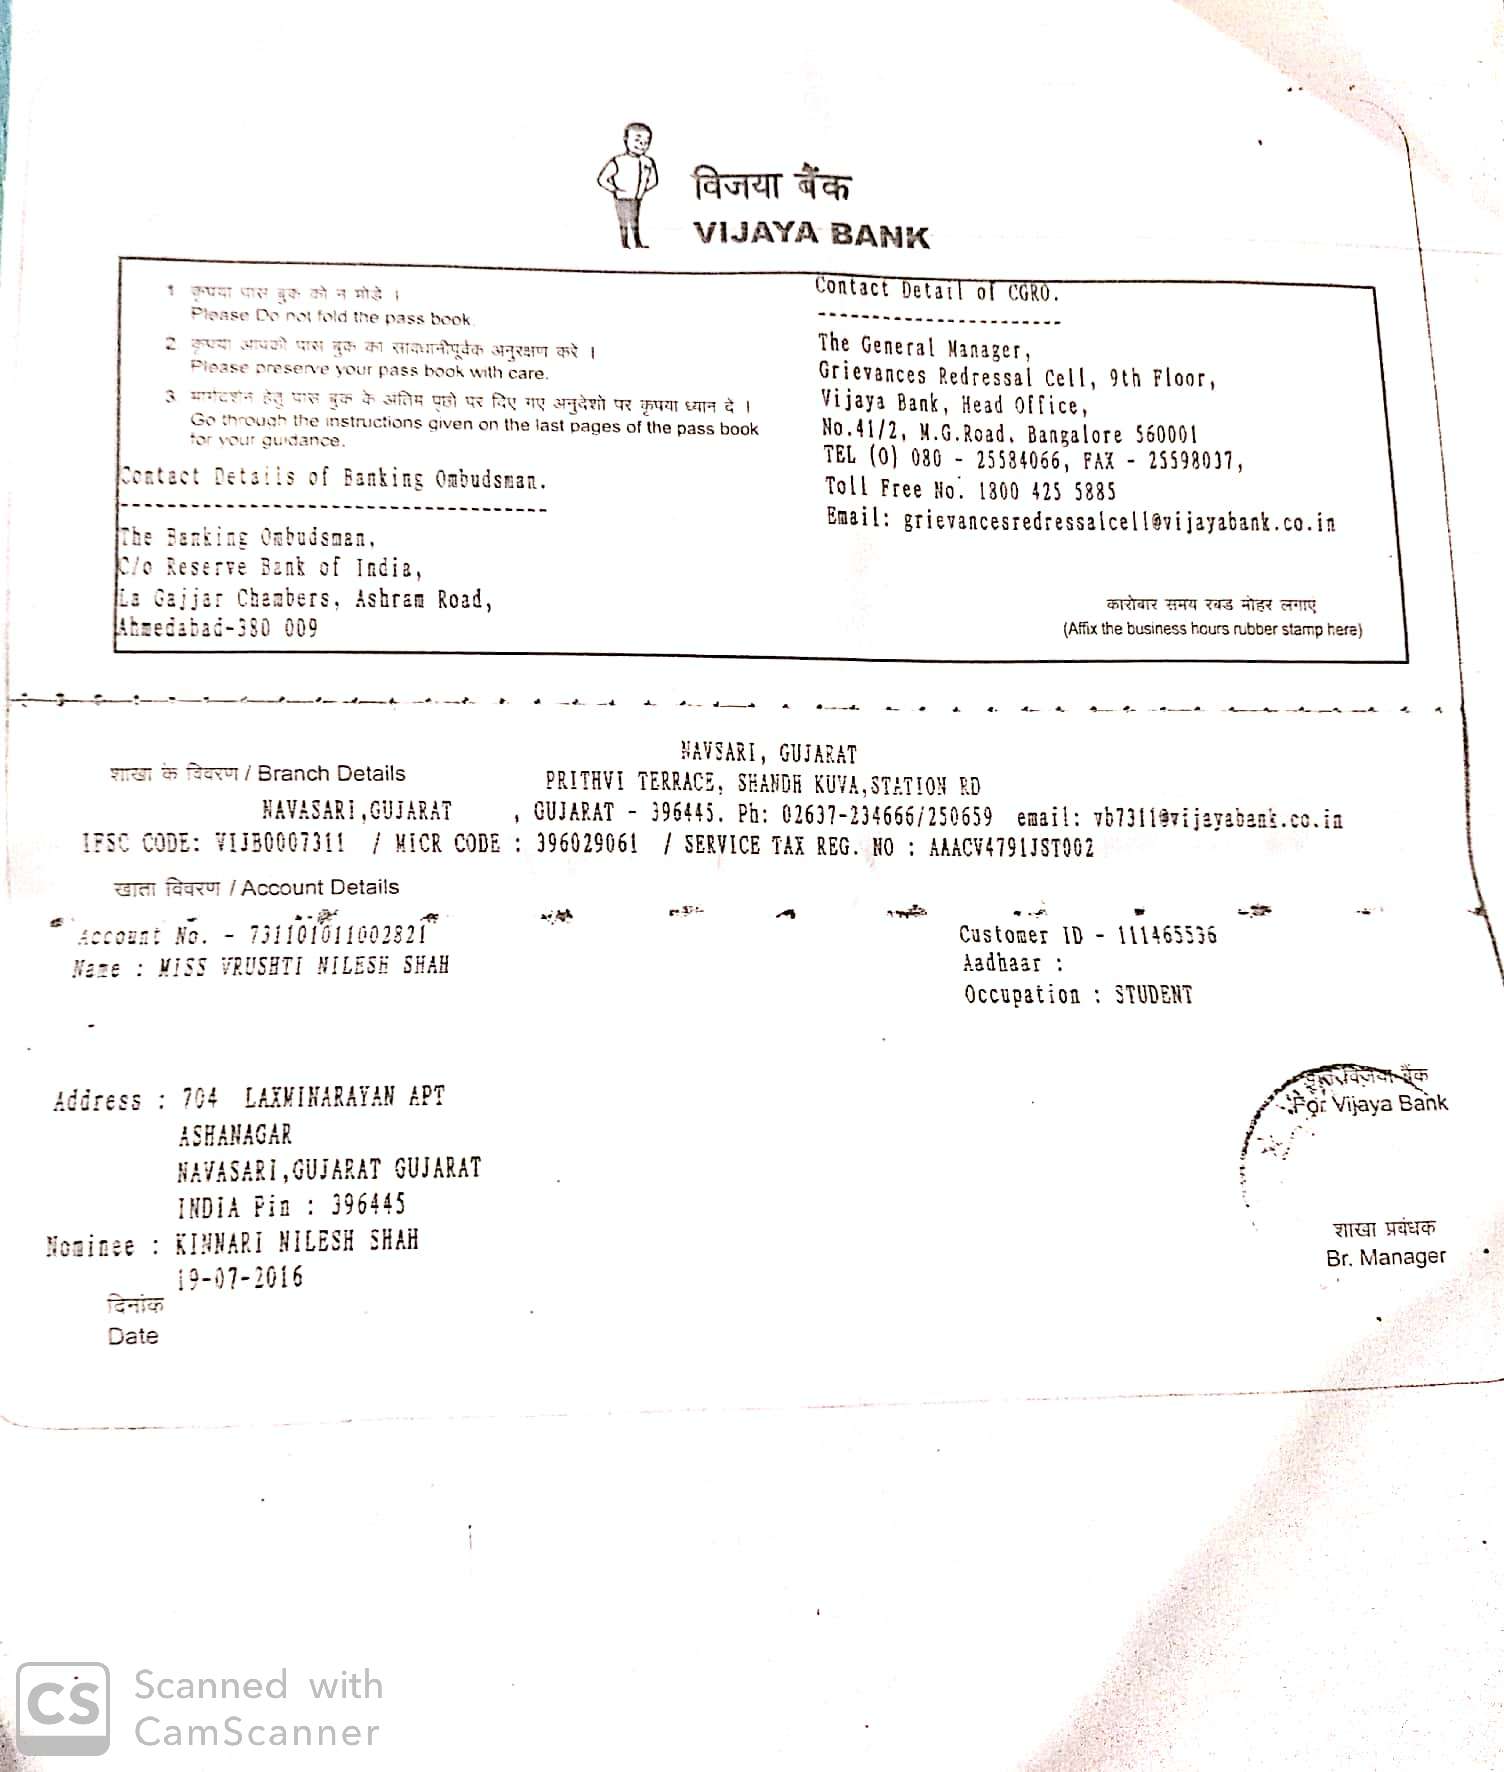 विजया बैंक
VIJAYA BANK
1 कृपया पास बुक को न मोड़े ।
Please Do not fold the pass book.
2 कृपया आपकी पास बुक का सावधानीपूर्वक अनुरक्षण करे ।
Please preserve your pass book with care.
3 मार्गदर्शन हेतु पास बुक के अंतिम पृष्ठो पर दिए गए अनुदेशो पर कृपया ध्यान दे ।
Go through the instructions given on the last pages of the pass book
for your guidance.
Contact Details of Banking Ombudsman.
The Banking Ombudsman,
C/o Reserve Bank of India,
La Gajjar Chambers, Ashram Road,
Ahmedabad-380 009
Contact Detail of CGRO.
The General Manager,
Grievances Redressal Cell, 9th Floor,
Vijaya Bank, Head Office,
No.41/2, M.G.Road, Bangalore 560001
TEL (O) 080 - 25584066, FAX - 25598037,
Toll Free No. 1800 425 5885
Email: grievancesredressalcell@vijayabank.co.in
कारोबार समय रबड मोहर लगाएं
(Affix the business hours rubber stamp here)
NAVSARI, GUJARAT
शाखा के विवरण / Branch Details PRITHVI TERRACE, SHANDH KUVA,STATION RD
NAVASARI,GUJARAT , GUJARAT - 396445. Ph: 02637-234666/250659 email: vb7311@vijayabank.co.in
IFSC CODE: VIJB0007311 / MICR CODE : 396029061 / SERVICE TAX REG. NO : AAACV4791JST002
खाता विवरण / Account Details
Account No. - 731101011002821 Customer ID - 111465536
Name : MISS VRUSHTI NILESH SHAH Aadhaar :
Occupation : STUDENT
Address : 704 LAXMINARAYAN APT
ASHANAGAR
NAVASARI,GUJARAT GUJARAT
INDIA Pin : 396445
Nominee : KINNARI NILESH SHAH
19-07-2016
दिनांक
Date
विजया बैंक
For Vijaya Bank
शाखा प्रबंधक
Br. Manager
CS Scanned with
CamScanner